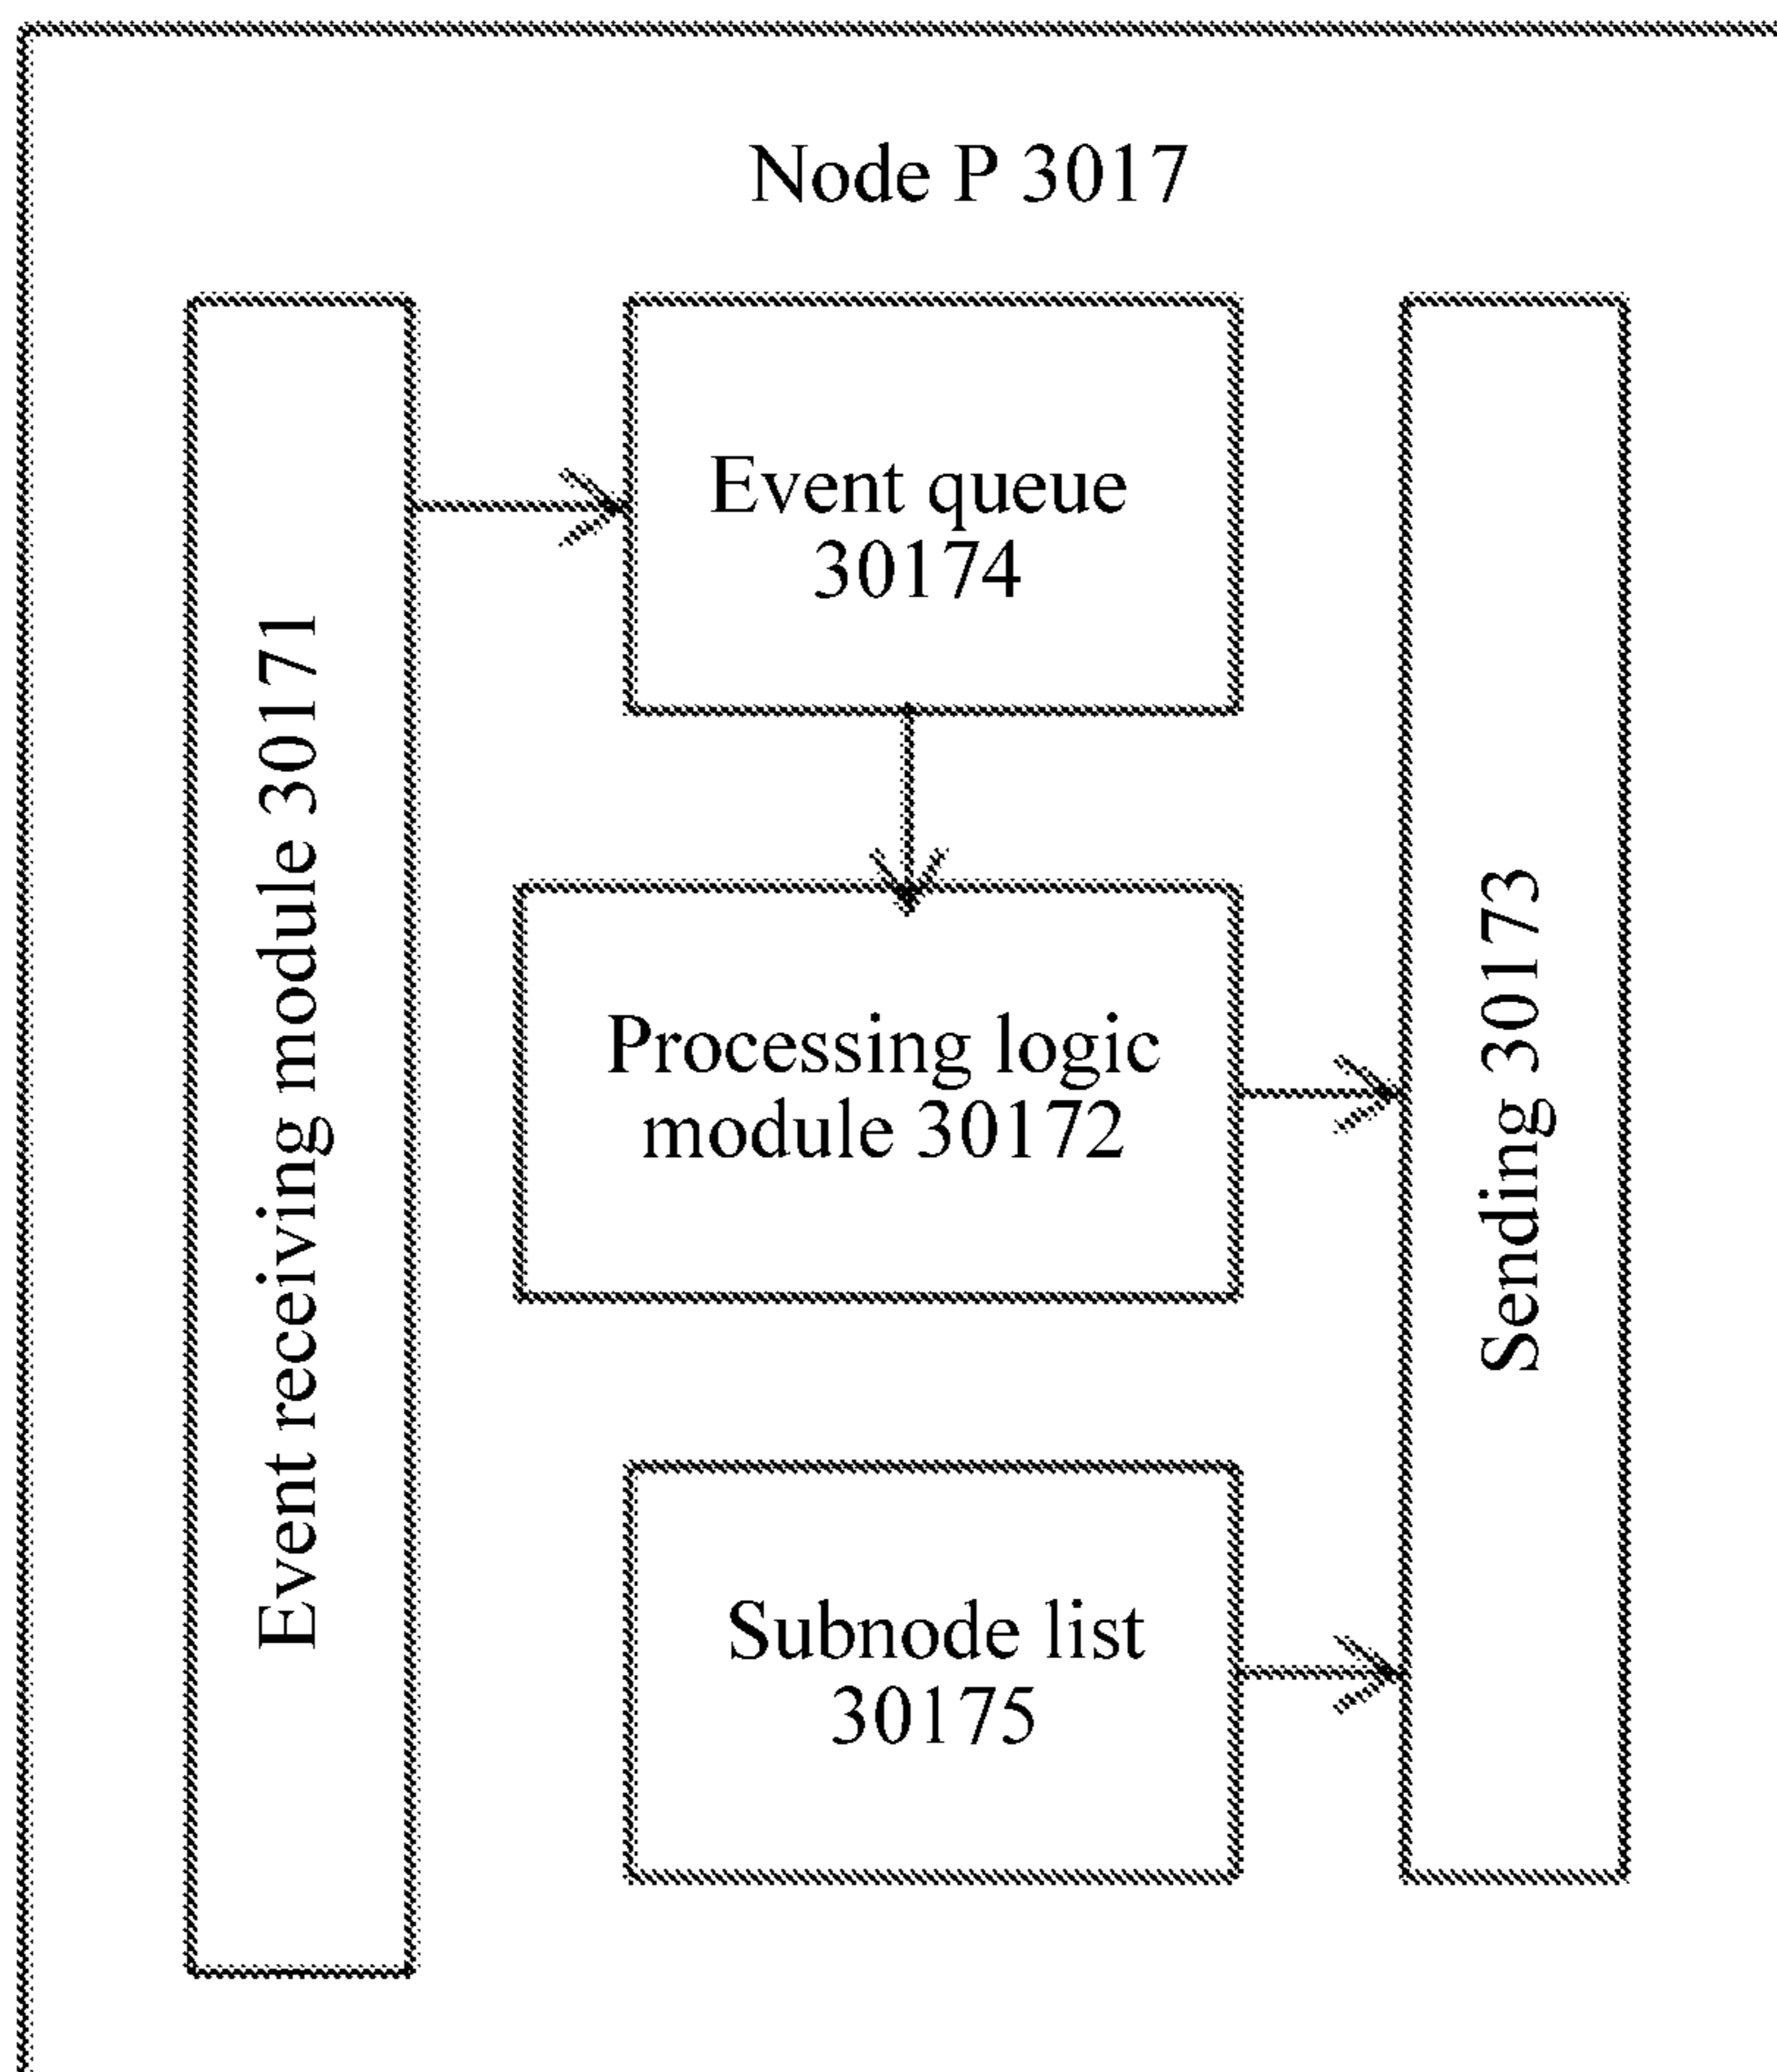 Node P 3017
Event receiving module 30171
Event queue
30174
Processing logic
module 30172
Subnode list
30175
Sending 30173